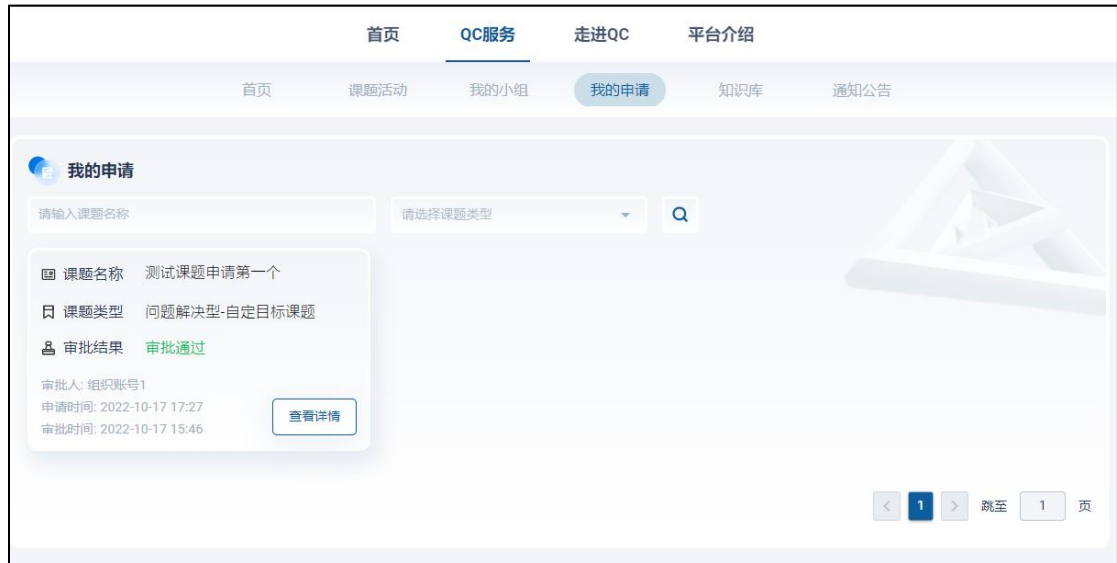 首页 QC服务 走进QC 平台介绍
首页 课题活动 我的小组 我的申请 知识库 通知公告
我的申请
请输入课题名称 请选择课题类型
课题名称 测试课题申请第一个
课题类型 问题解决型-自定目标课题
审批结果 审批通过
审批人: 组织账号1
申请时间: 2022-10-17 17:27
查看详情
审批时间: 2022-10-17 15:46
1 跳至 1 页